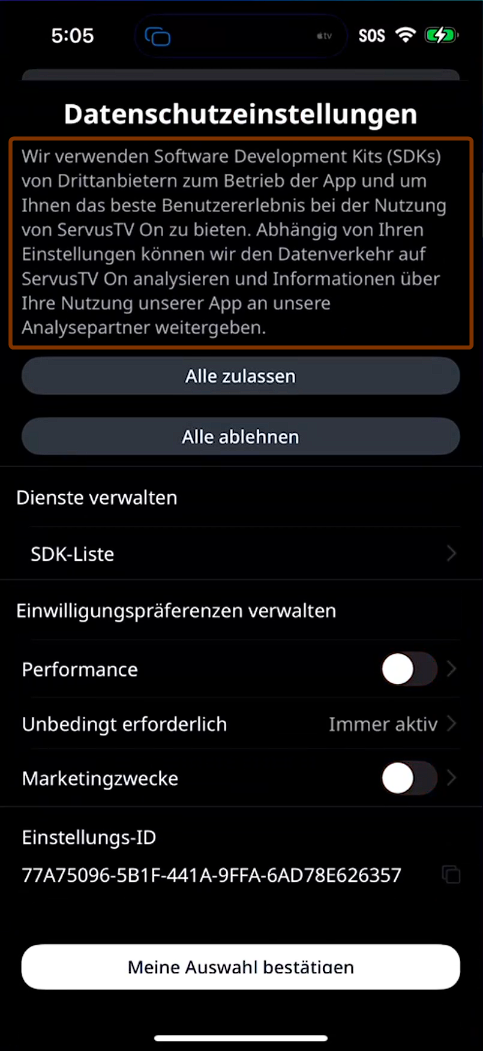 5:05
tv
SOS
Datenschutzeinstellungen
Wir verwenden Software Development Kits (SDKs)
von Drittanbietern zum Betrieb der App und um
Ihnen das beste Benutzererlebnis bei der Nutzung
von ServusTV On zu bieten. Abhängig von Ihren
Einstellungen können wir den Datenverkehr auf
ServusTV On analysieren und Informationen über
Ihre Nutzung unserer App an unsere
Analysepartner weitergeben.
Alle zulassen
Alle ablehnen
Dienste verwalten
SDK-Liste
Einwilligungspräferenzen verwalten
Performance
Unbedingt erforderlich Immer aktiv
Marketingzwecke
Einstellungs-ID
77A75096-5B1F-441A-9FFA-6AD78E626357
Meine Auswahl bestätigen